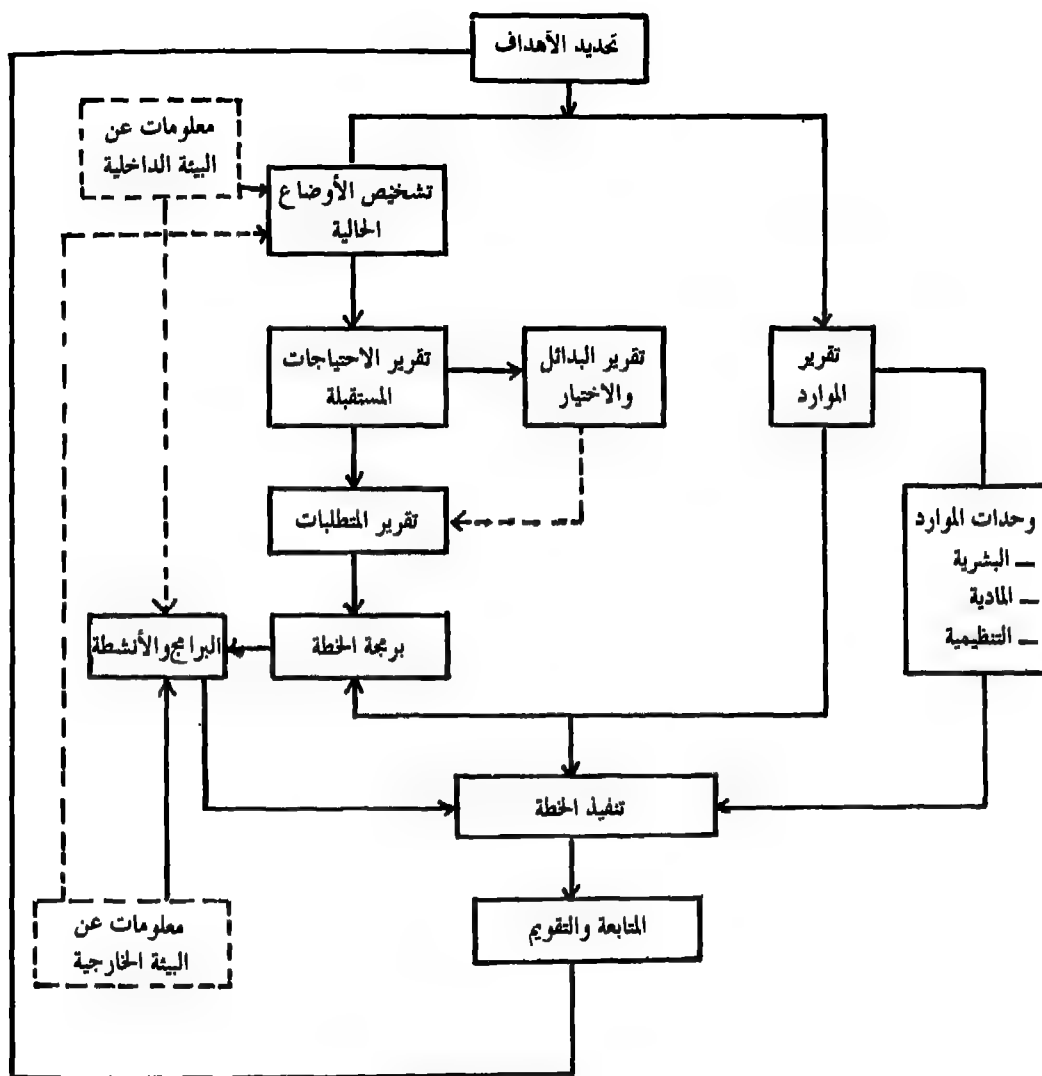 تحديد الأهداف
معلومات عن
البيئة الداخلية
تشخيص الأوضاع
الحالية
تقرير الاحتياجات
المستقبلة
تقرير البدائل
والاختيار
تقرير
الموارد
تقرير المتطلبات
وحدات الموارد
— البشرية
— المادية
— التنظيمية
برمجة الخطة
البرامج والأنشطة
تنفيذ الخطة
معلومات عن
البيئة الخارجية
المتابعة والتقويم